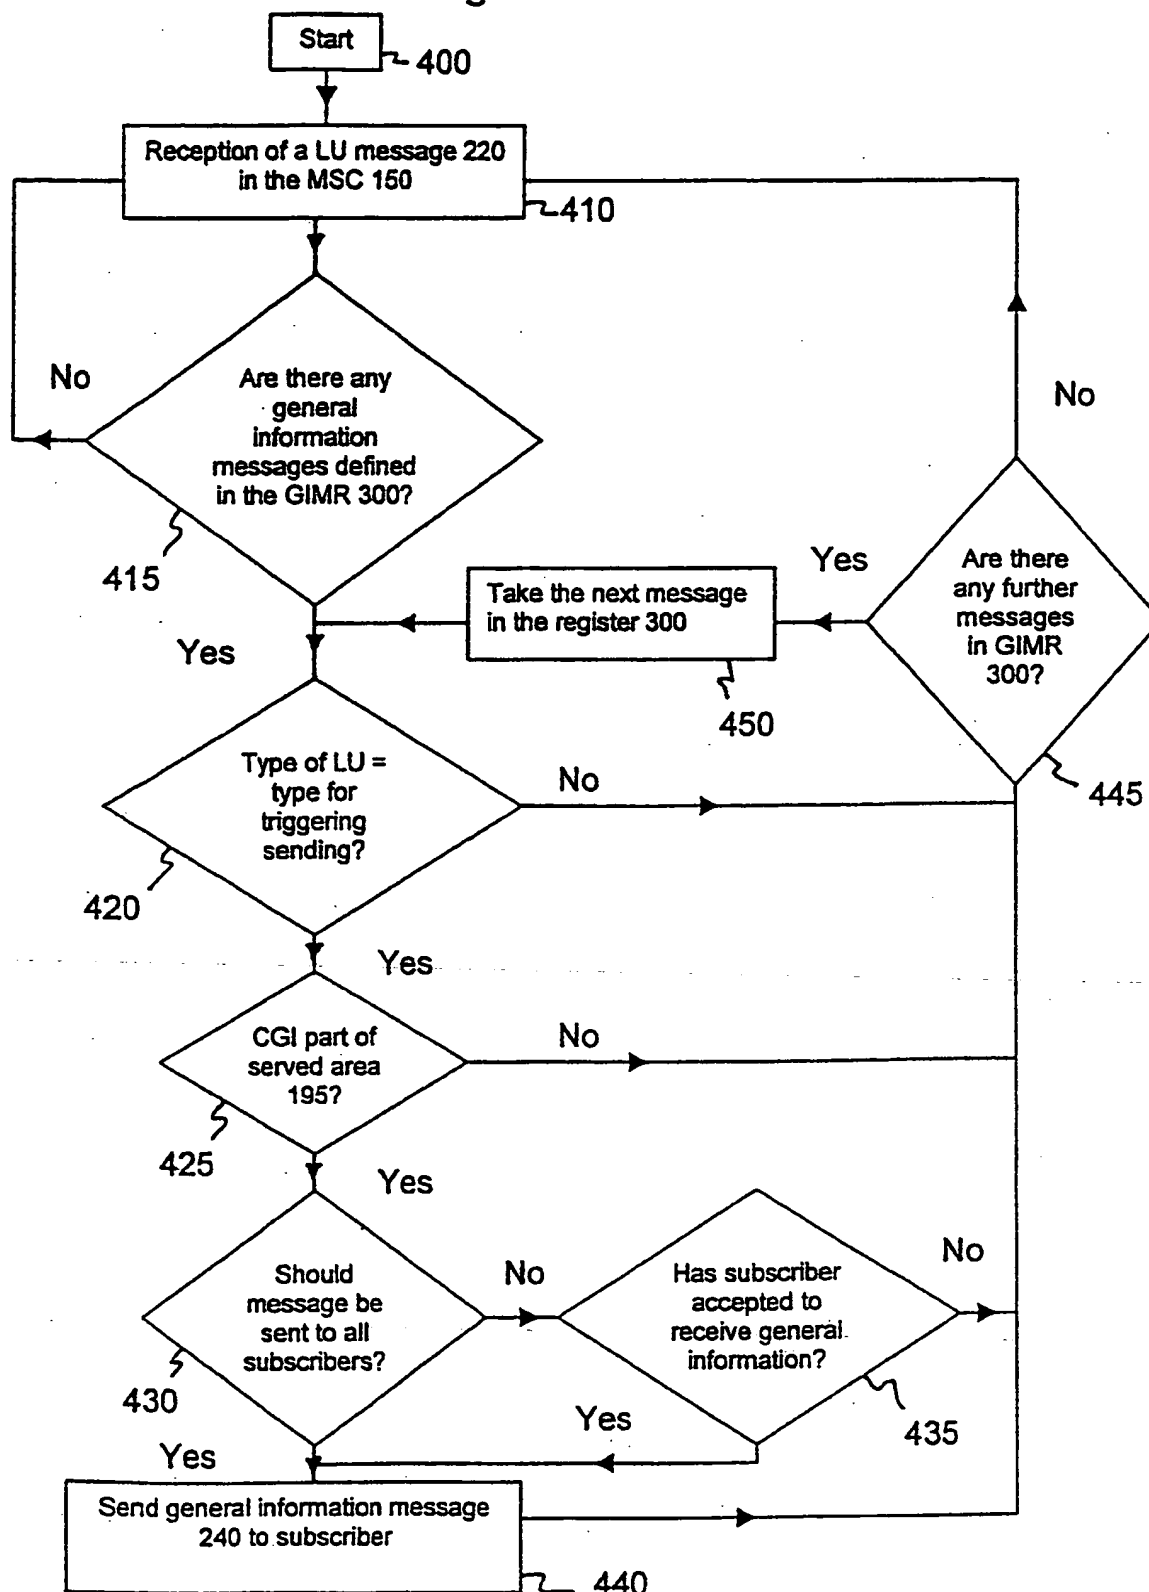 Start
400
Reception of a LU message 220
in the MSC 150
410
No
Are there any
general
information
messages defined
in the GIMR 300?
415
Yes
Take the next message
in the register 300
450
Yes
Are there
any further
messages
in GIMR
300?
No
445
Type of LU =
type for
triggering
sending?
No
420
Yes
CGI part of
served area
195?
No
425
Yes
Should
message be
sent to all
subscribers?
No
430
Has subscriber
accepted to
receive general
information?
No
435
Yes
Yes
Send general information message
240 to subscriber
440